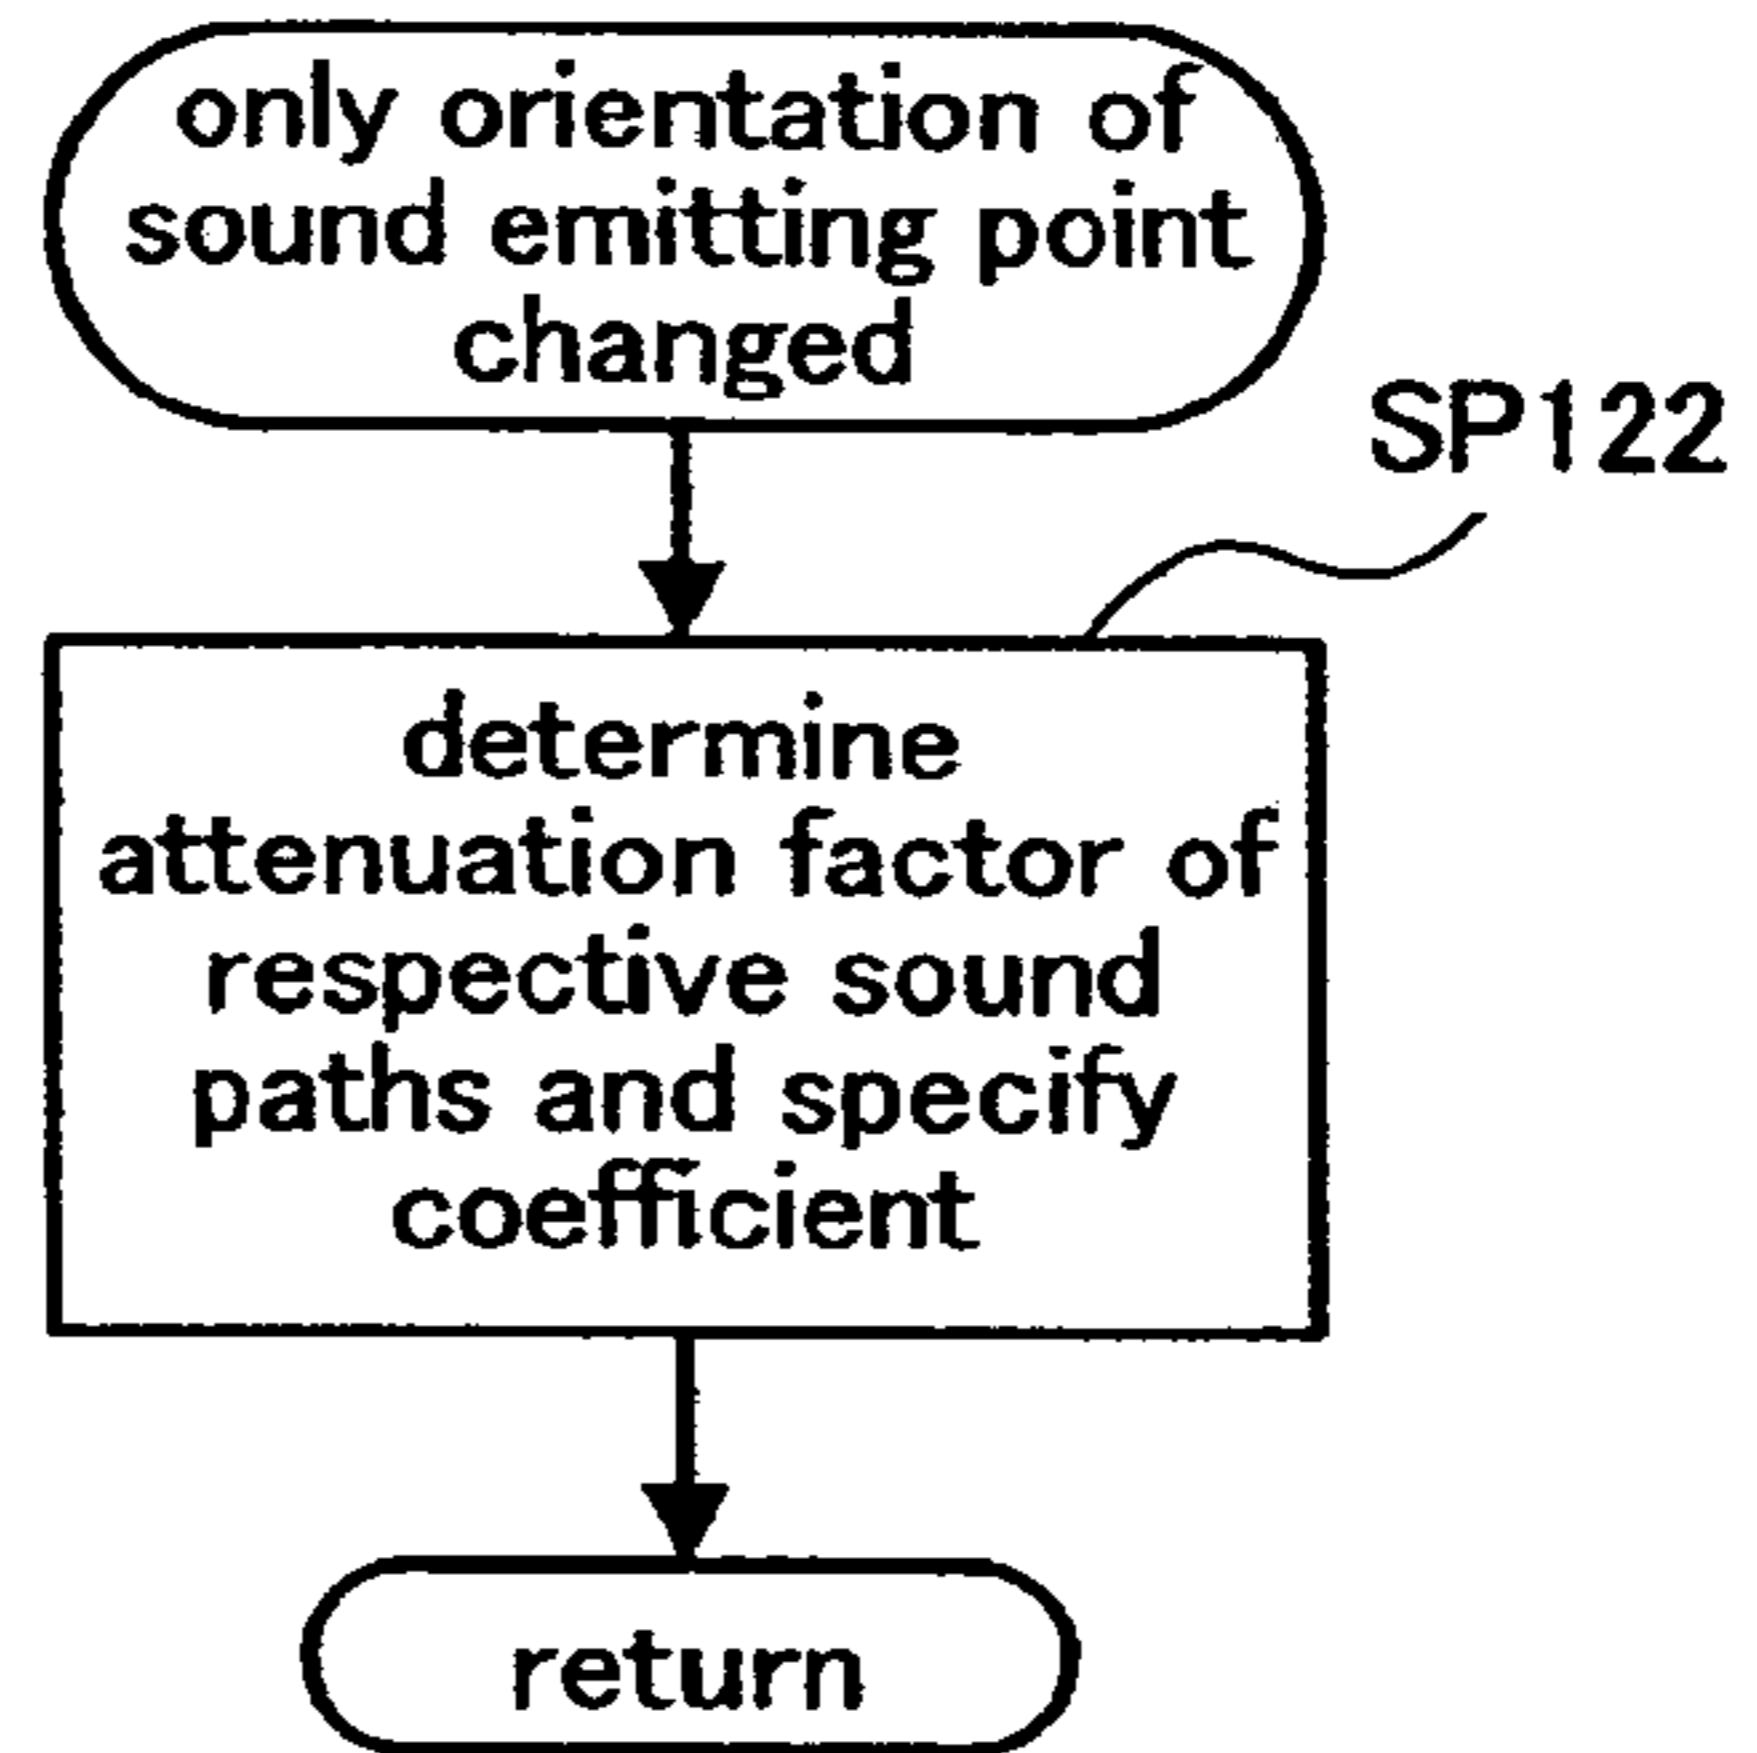 only orientation of
sound emitting point
changed
SP122
determine
attenuation factor of
respective sound
paths and specify
coefficient
return